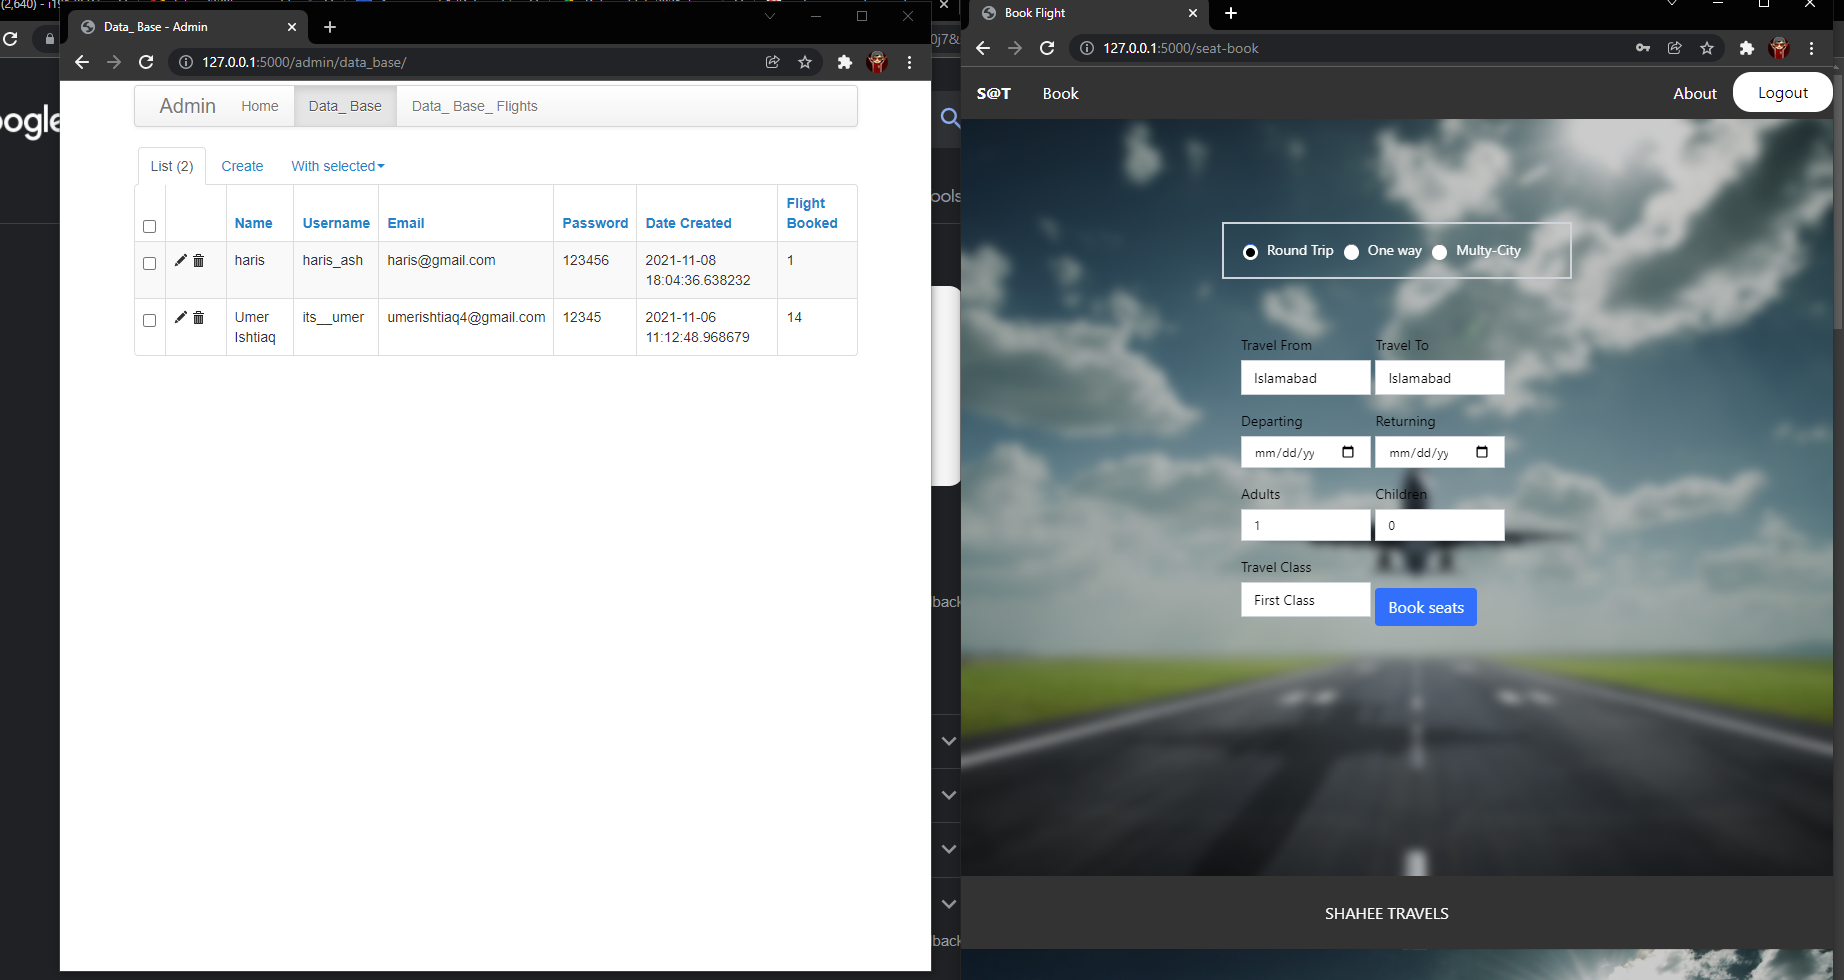 Data_ Base - Admin
127.0.0.1:5000/admin/data_base/
Admin Home Data_ Base Data_ Base_ Flights
List (2) Create With selected
Name Username Email Password Date Created Flight Booked
haris haris_ash haris@gmail.com 123456 2021-11-08 18:04:36.638232 1
Umer Ishtiaq its__umer umerishtiaq4@gmail.com 12345 2021-11-06 11:12:48.968679 14
Book Flight
127.0.0.1:5000/seat-book
S@T Book About Logout
Round Trip One way Multy-City
Travel From Travel To
Islamabad Islamabad
Departing Returning
mm/dd/yy mm/dd/yy
Adults Children
1 0
Travel Class
First Class Book seats
SHAHEE TRAVELS